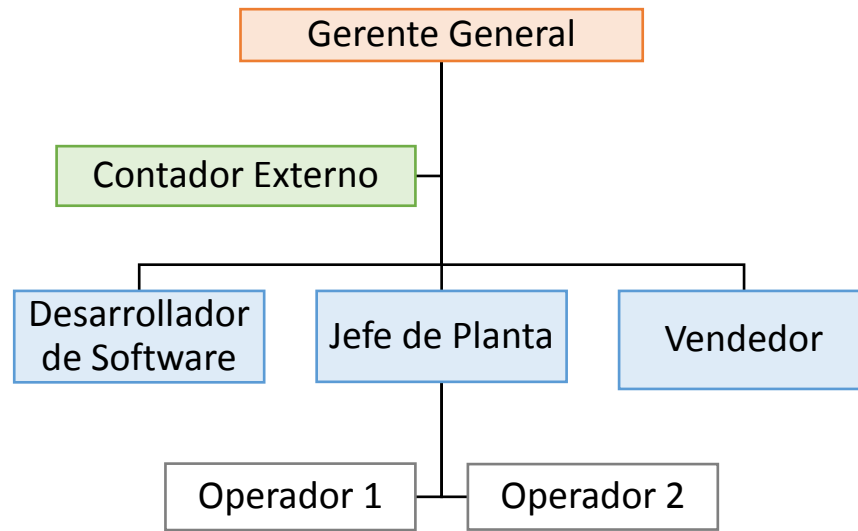 Gerente General
Contador Externo
Desarrollador
de Software
Jefe de Planta
Vendedor
Operador 1
Operador 2